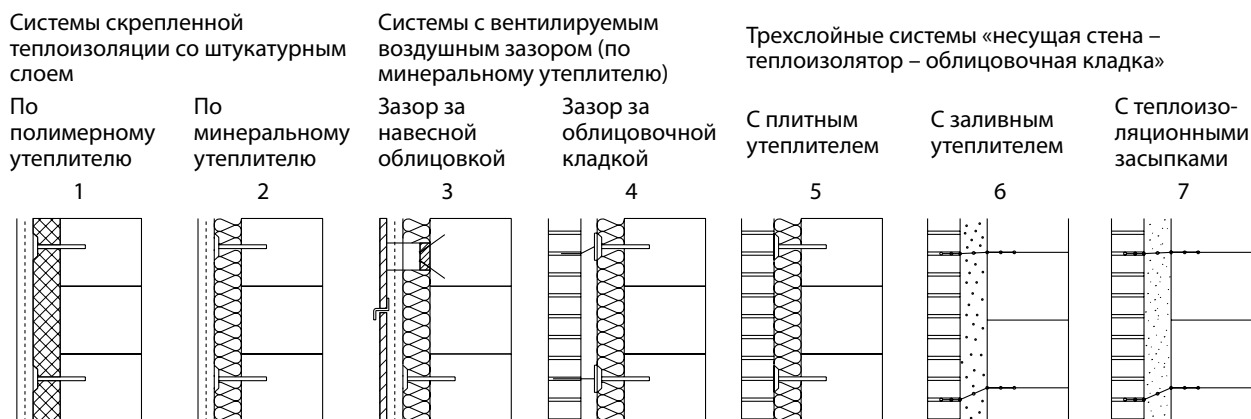 Системы скрепленной
теплоизоляции со штукатурным
слоем
Системы с вентилируемым
воздушным зазором (по
минеральному утеплителю)
Трехслойные системы «несущая стена –
теплоизолятор – облицовочная кладка»
По
полимерному
утеплителю
По
минеральному
утеплителю
Зазор за
навесной
облицовкой
Зазор за
облицовочной
кладкой
С плитным
утеплителем
С заливным
утеплителем
С теплоизо-
ляционными
засыпками
1
2
3
4
5
6
7